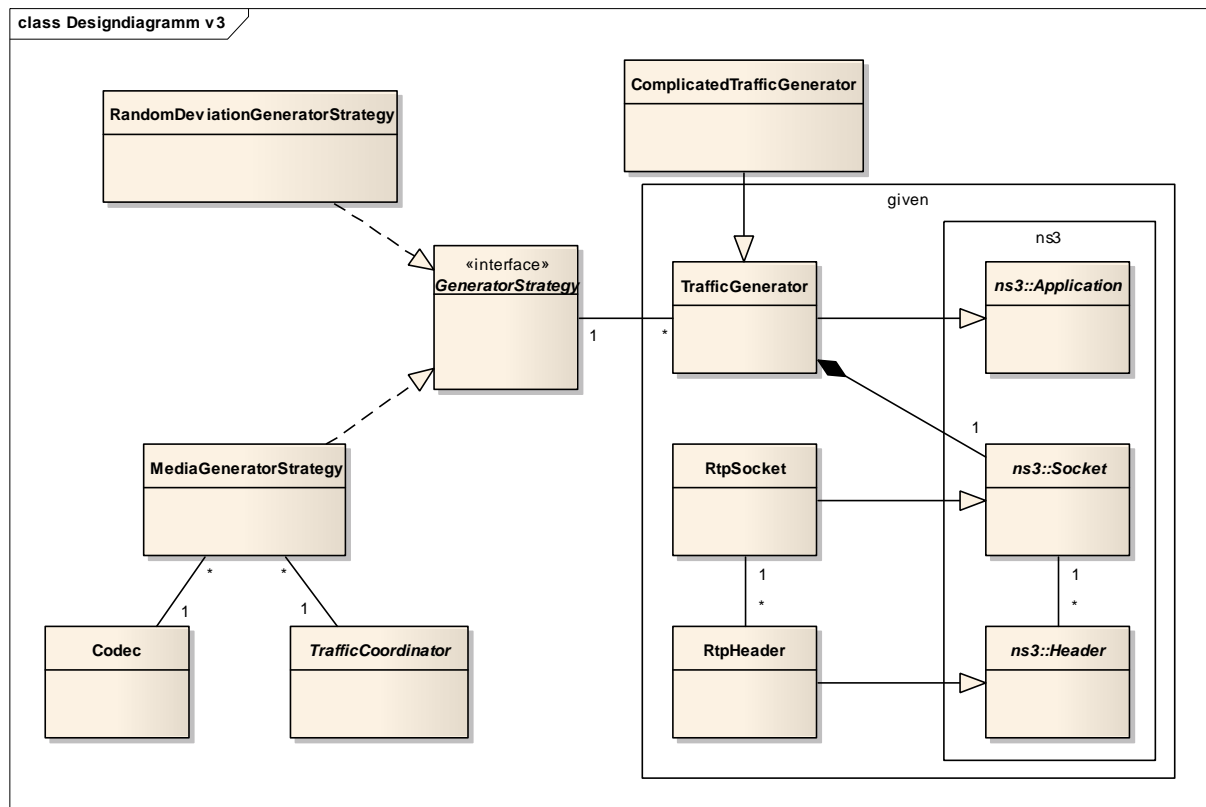 class Designdiagramm v3
ComplicatedTrafficGenerator
RandomDeviationGeneratorStrategy
given
ns3
«interface»
GeneratorStrategy
TrafficGenerator
ns3::Application
1
*
1
MediaGeneratorStrategy
RtpSocket
ns3::Socket
*
*
1
1
1
1
*
*
Codec
TrafficCoordinator
RtpHeader
ns3::Header